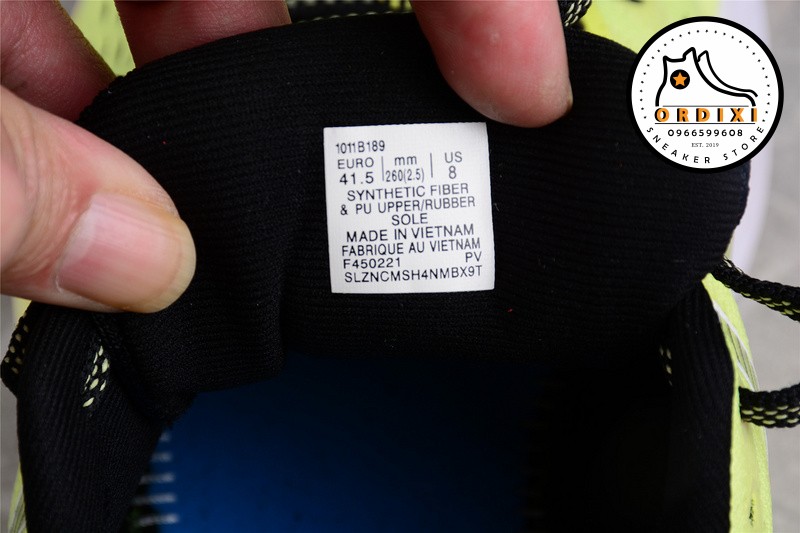 1011B189
EURO | mm | US
41.5 | 260(2.5) | 8
SYNTHETIC FIBER
& PU UPPER/RUBBER
SOLE
MADE IN VIETNAM
FABRIQUE AU VIETNAM
F450221 PV
SLZNCMSH4NMBX9T
ORDIXI
0966599608
EST, 2019
SNEAKER STORE